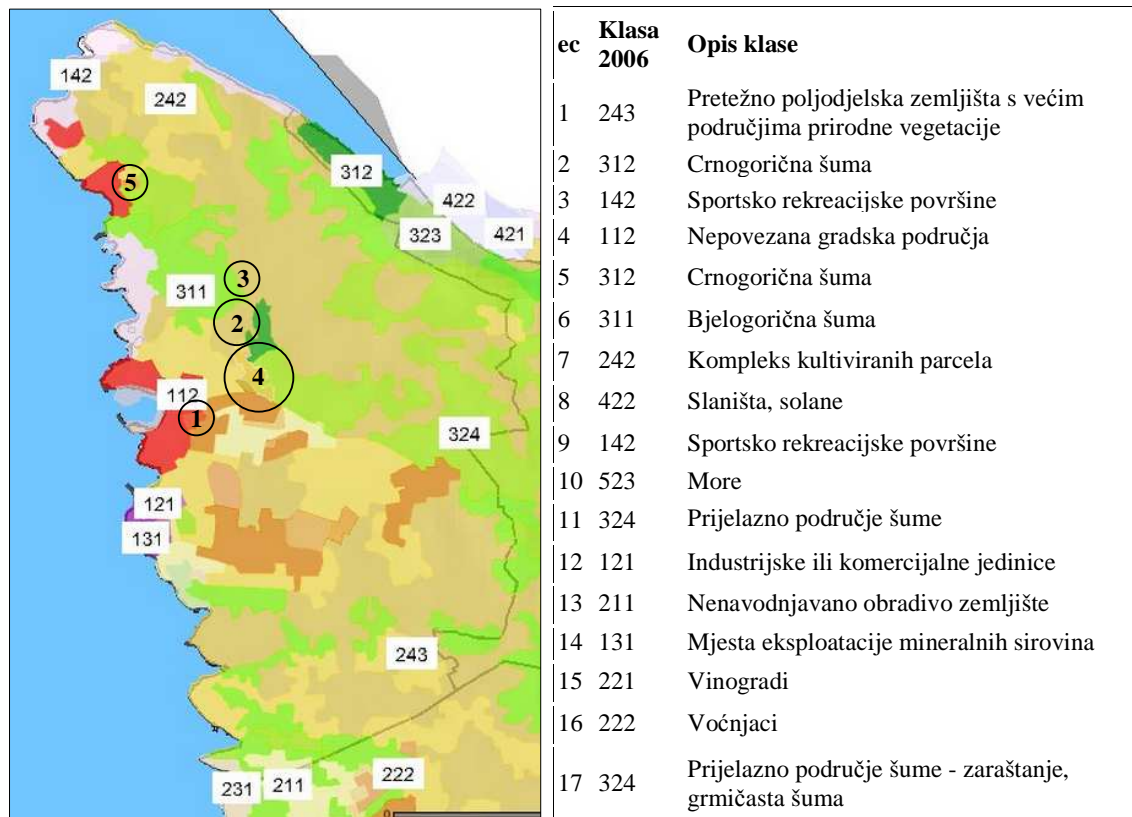 142
242
312
422
421
323
5
3
311
2
4
112
1
324
121
131
243
222
231
211
0
ec Klasa 2006 Opis klase
1 243 Pretežno poljodjelska zemljišta s većim
područjima prirodne vegetacije
2 312 Crnogorična šuma
3 142 Sportsko rekreacijske površine
4 112 Nepovezana gradska područja
5 312 Crnogorična šuma
6 311 Bjelogorična šuma
7 242 Kompleks kultiviranih parcela
8 422 Slaništa, solane
9 142 Sportsko rekreacijske površine
10 523 More
11 324 Prijelazno područje šume
12 121 Industrijske ili komercijalne jedinice
13 211 Nenavodnjavano obradivo zemljište
14 131 Mjesta eksploatacije mineralnih sirovina
15 221 Vinogradi
16 222 Voćnjaci
17 324 Prijelazno područje šume - zaraštanje,
grmičasta šuma